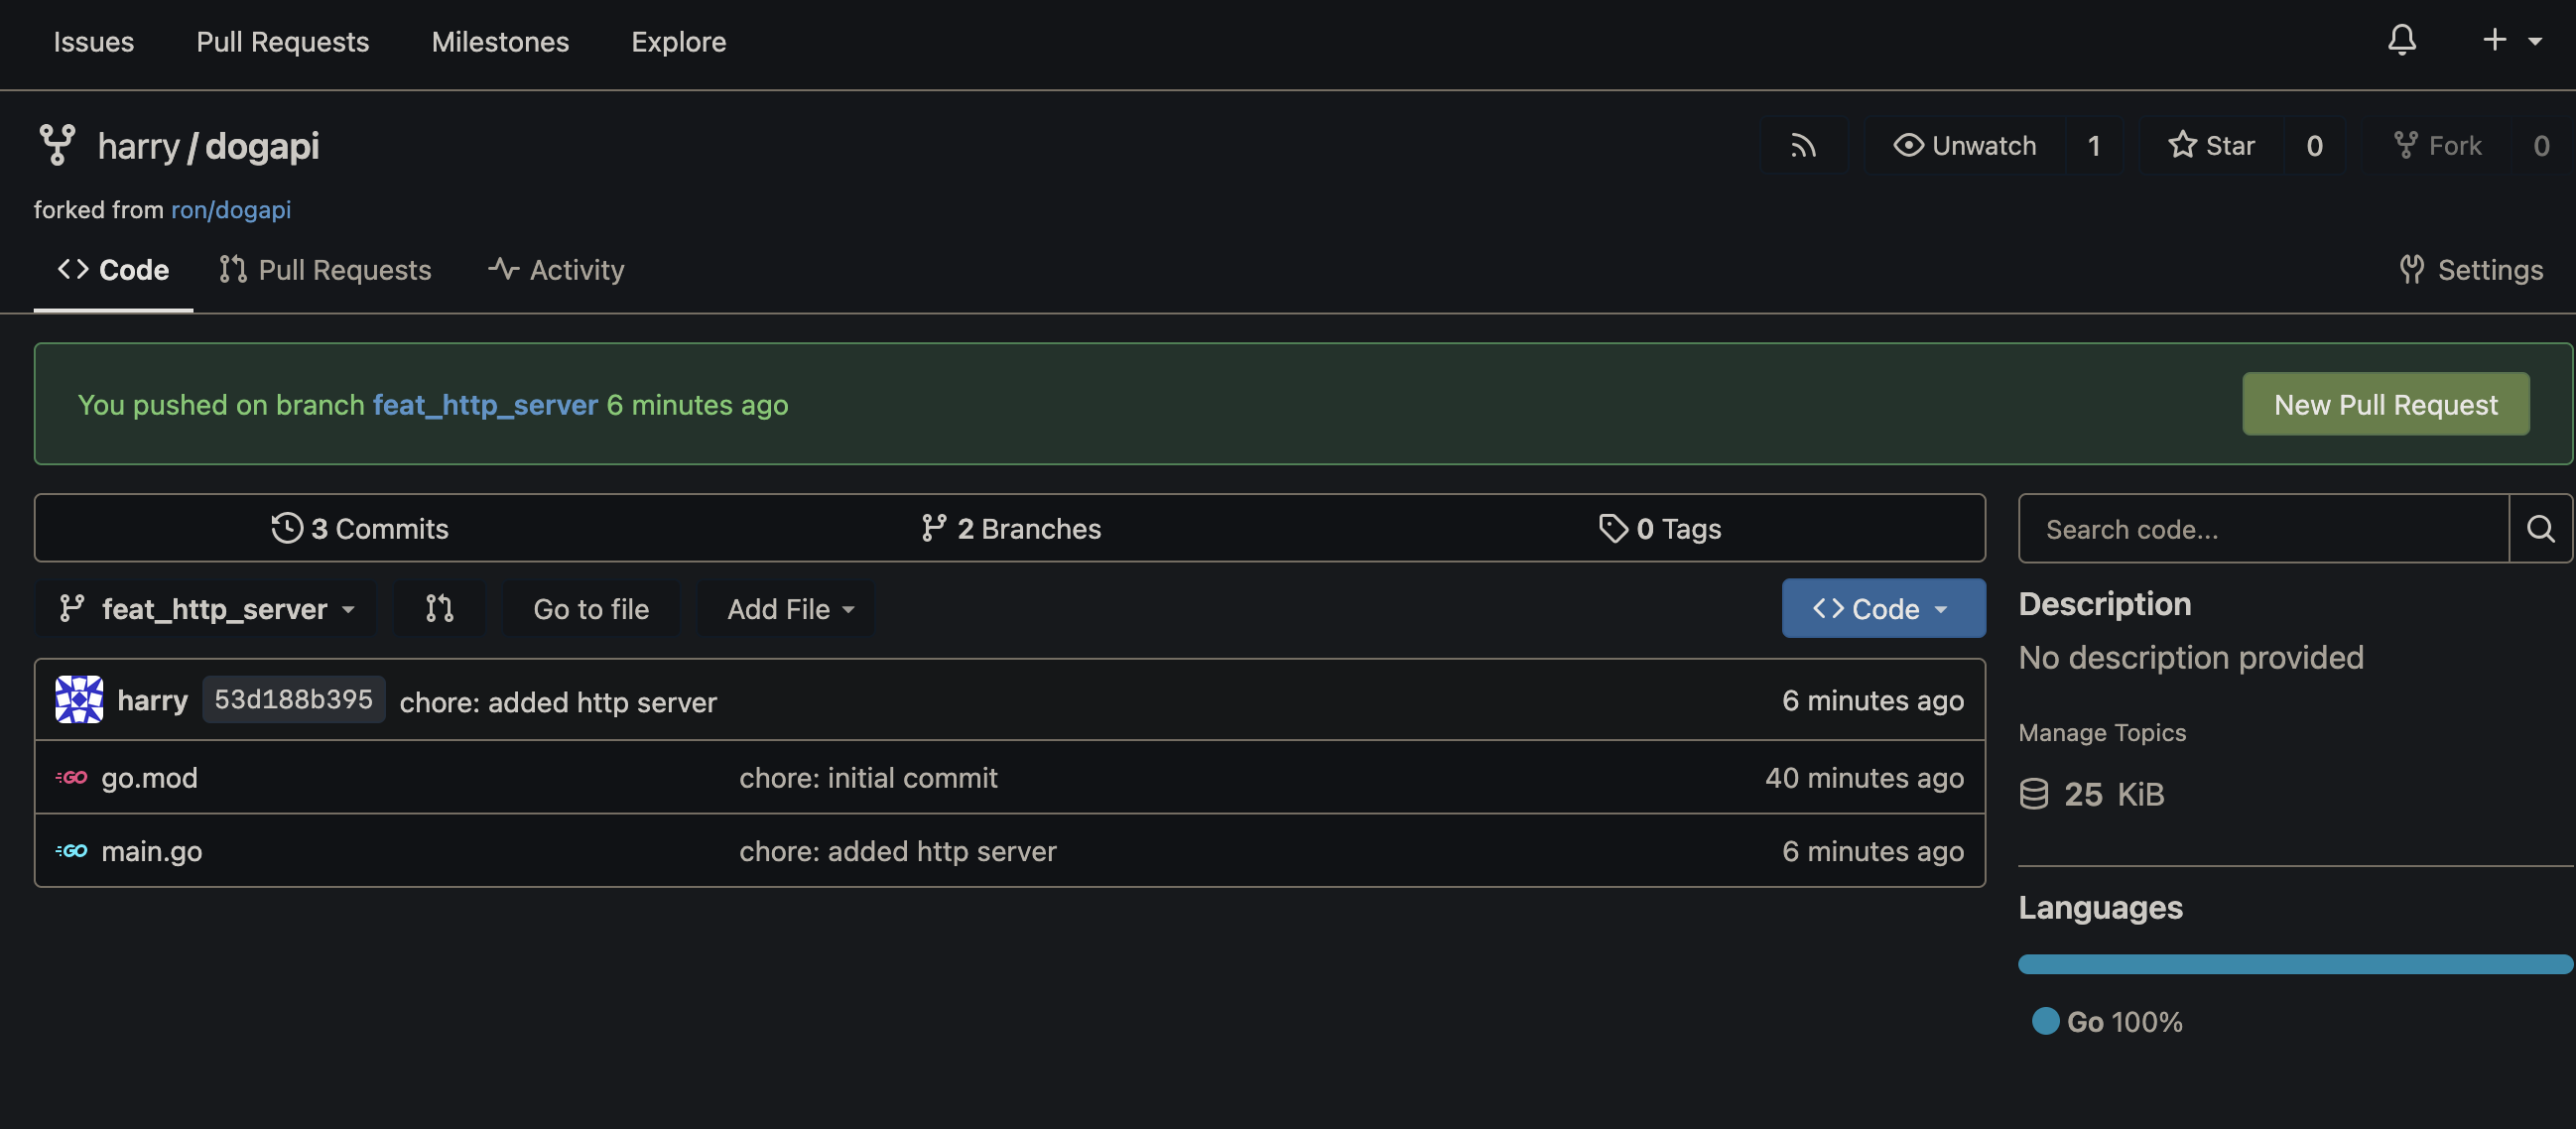 Issues Pull Requests Milestones Explore
harry/dogapi
Unwatch 1 Star 0 Fork 0
forked from ron/dogapi
Code Pull Requests Activity Settings
You pushed on branch feat_http_server 6 minutes ago New Pull Request
3 Commits 2 Branches 0 Tags
Search code...
feat_http_server Go to file Add File Code
Description
No description provided
harry 53d188b395 chore: added http server 6 minutes ago
Manage Topics
GO go.mod chore: initial commit 40 minutes ago
25 KiB
GO main.go chore: added http server 6 minutes ago
Languages
Go 100%